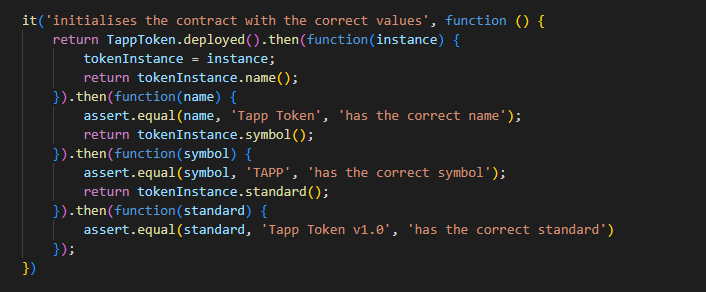 it('initialises the contract with the correct values', function () {
    return TappToken.deployed().then(function(instance) {
        tokenInstance = instance;
        return tokenInstance.name();
    }).then(function(name) {
        assert.equal(name, 'Tapp Token', 'has the correct name');
        return tokenInstance.symbol();
    }).then(function(symbol) {
        assert.equal(symbol, 'TAPP', 'has the correct symbol');
        return tokenInstance.standard();
    }).then(function(standard) {
        assert.equal(standard, 'Tapp Token v1.0', 'has the correct standard')
    });
})